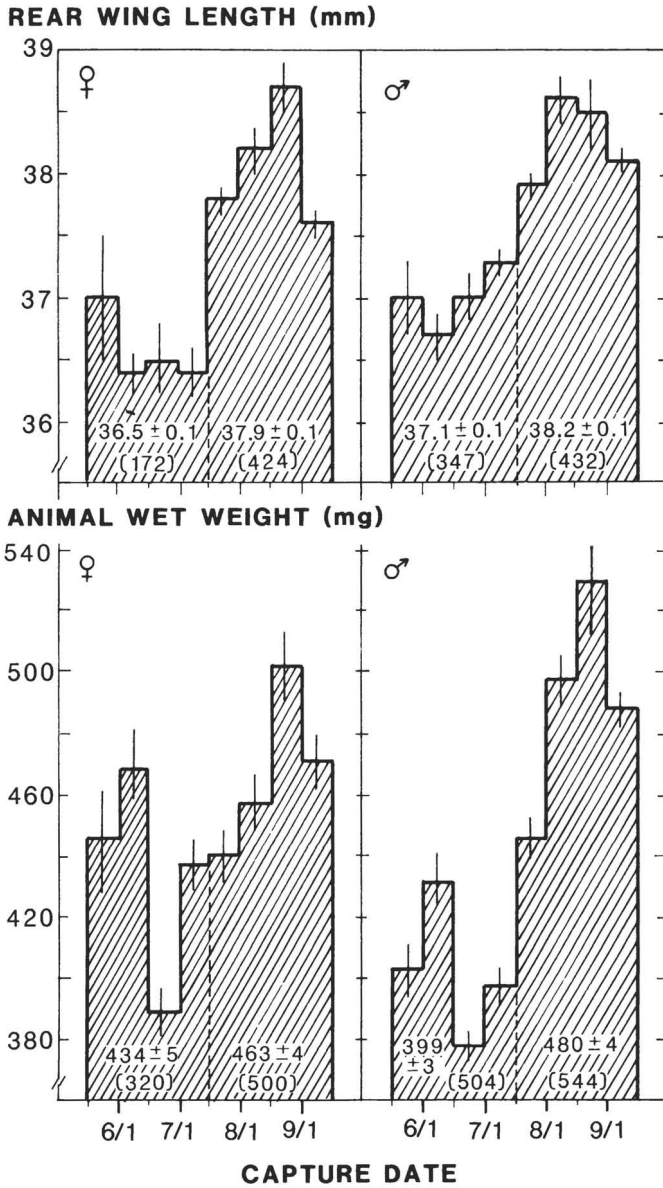 REAR WING LENGTH (mm)
39
38
37
36
♀
♂
36.5 ± 0.1
(172)
37.9 ± 0.1
(424)
37.1 ± 0.1
(347)
38.2 ± 0.1
(432)
ANIMAL WET WEIGHT (mg)
540
500
460
420
380
♀
♂
434 ± 5
(320)
463 ± 4
(500)
399
± 3
(504)
480 ± 4
(544)
6/1 7/1 8/1 9/1 6/1 7/1 8/1 9/1
CAPTURE DATE